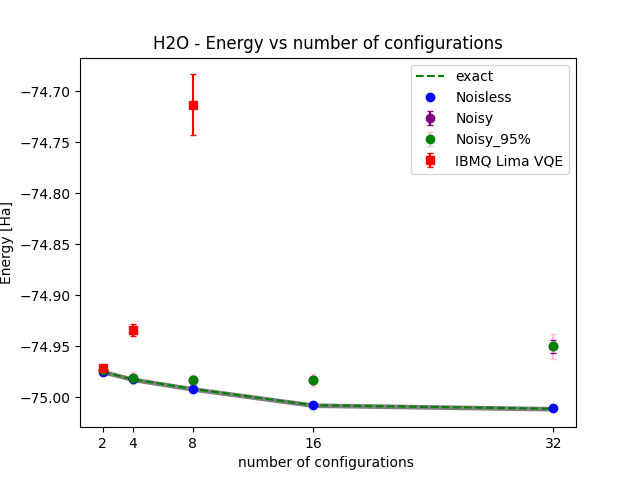 H2O - Energy vs number of configurations
exact
Noisless
Noisy
Noisy_95%
IBMQ Lima VQE
Energy [Ha]
−74.70
−74.75
−74.80
−74.85
−74.90
−74.95
−75.00
2 4 8 16 32
number of configurations